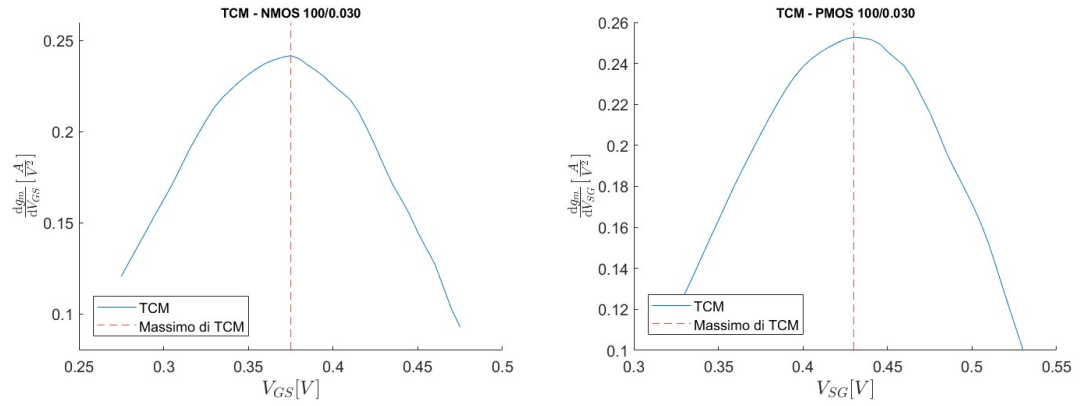 TCM - NMOS 100/0.030
0.25
0.2
0.15
0.1
dg_m/dV_GS [A/V²]
TCM
Massimo di TCM
0.25 0.3 0.35 0.4 0.45 0.5
V_GS[V]
TCM - PMOS 100/0.030
0.26
0.24
0.22
0.2
0.18
0.16
0.14
0.12
0.1
dg_m/dV_SG [A/V²]
TCM
Massimo di TCM
0.3 0.35 0.4 0.45 0.5 0.55
V_SG[V]